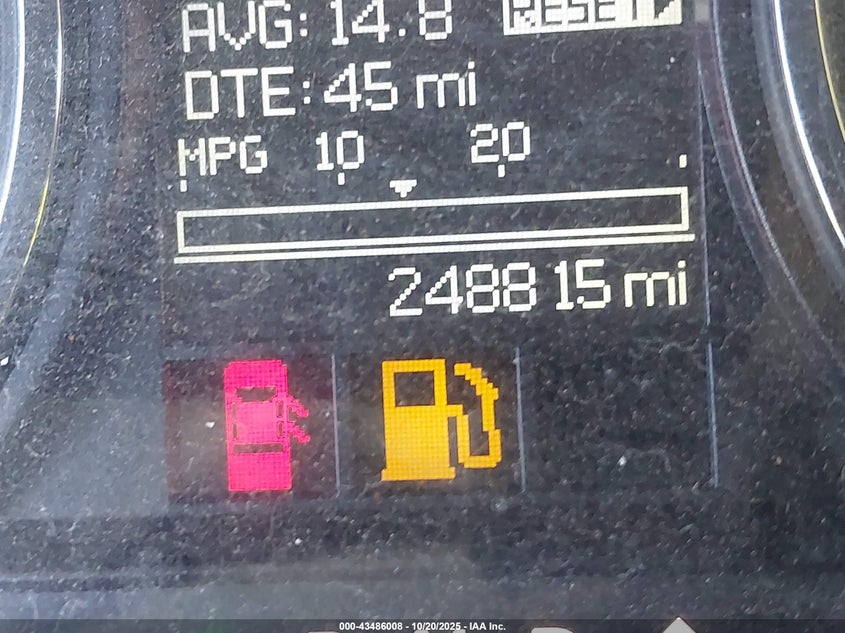 AVG: 14.8 RESET
DTE: 45 mi
MPG 10 20
248815 mi
000-43486008 - 10/20/2025 - IAA Inc.